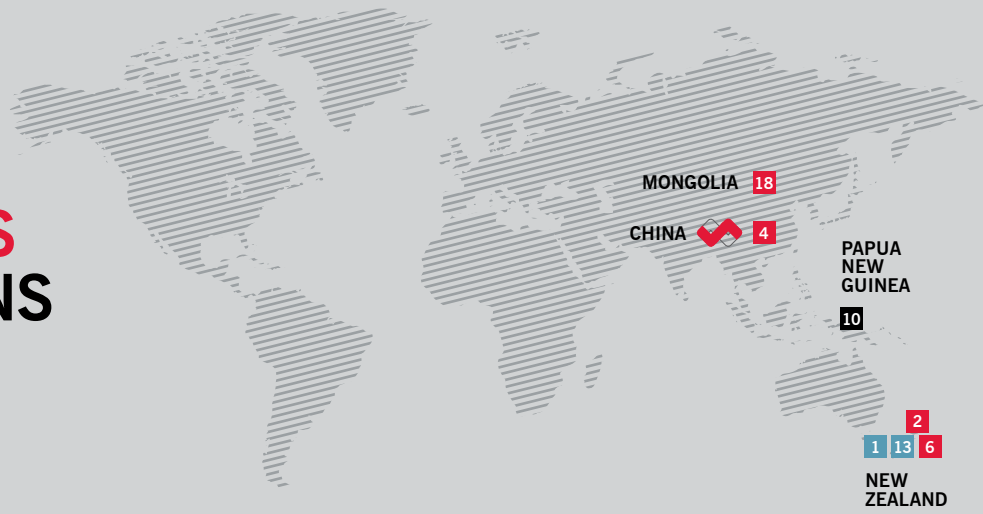 S
NS
MONGOLIA 18
CHINA 4
PAPUA
NEW
GUINEA
10
2
1 13 6
NEW
ZEALAND